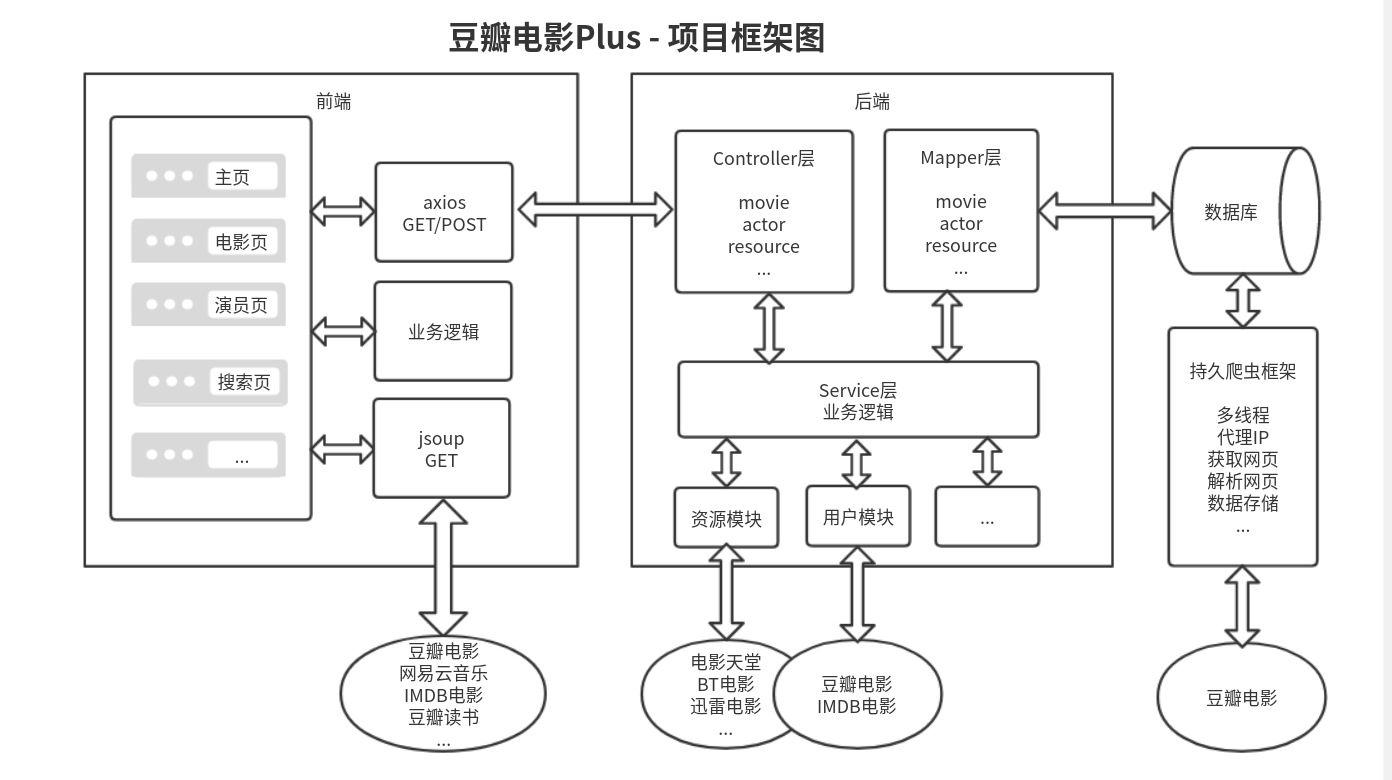 豆瓣电影Plus - 项目框架图
前端
主页
电影页
演员页
搜索页
...
axios
GET/POST
业务逻辑
jsoup
GET
豆瓣电影
网易云音乐
IMDB电影
豆瓣读书
...
后端
Controller层
movie
actor
resource
...
Mapper层
movie
actor
resource
...
Service层
业务逻辑
资源模块
用户模块
...
电影天堂
BT电影
迅雷电影
...
豆瓣电影
IMDB电影
数据库
持久爬虫框架
多线程
代理IP
获取网页
解析网页
数据存储
...
豆瓣电影